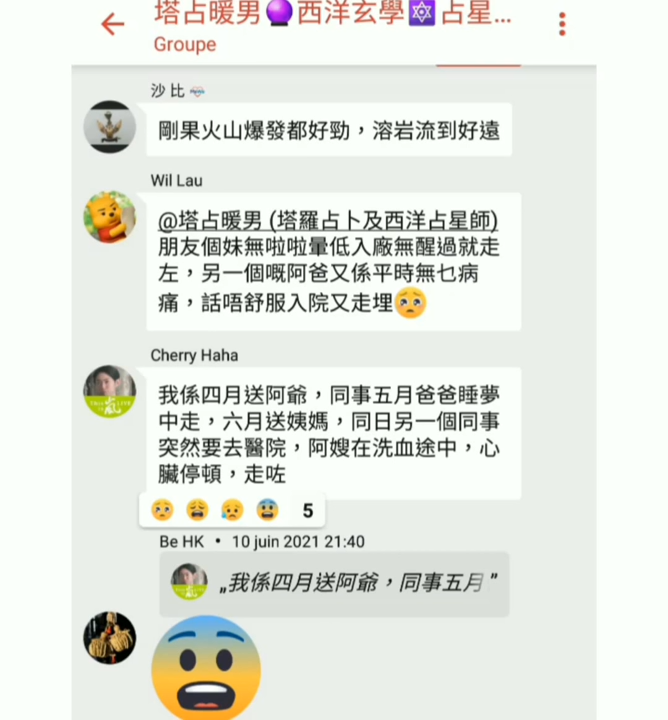 塔占暖男🔮西洋玄學🔯占星...
Groupe
沙比
剛果火山爆發都好勁，溶岩流到好遠
Wil Lau
@塔占暖男 (塔羅占卜及西洋占星師)
朋友個妹無啦啦暈低入廠無醒過就走
左，另一個嘅阿爸又係平時無乜病
痛，話唔舒服入院又走埋🥺
Cherry Haha
我係四月送阿爺，同事五月爸爸睡夢
中走，六月送姨媽，同日另一個同事
突然要去醫院，阿嫂在洗血途中，心
臟停頓，走咗
🥺😩😥😨 5
Be HK • 10 juin 2021 21:40
„我係四月送阿爺，同事五月 ”
嵐